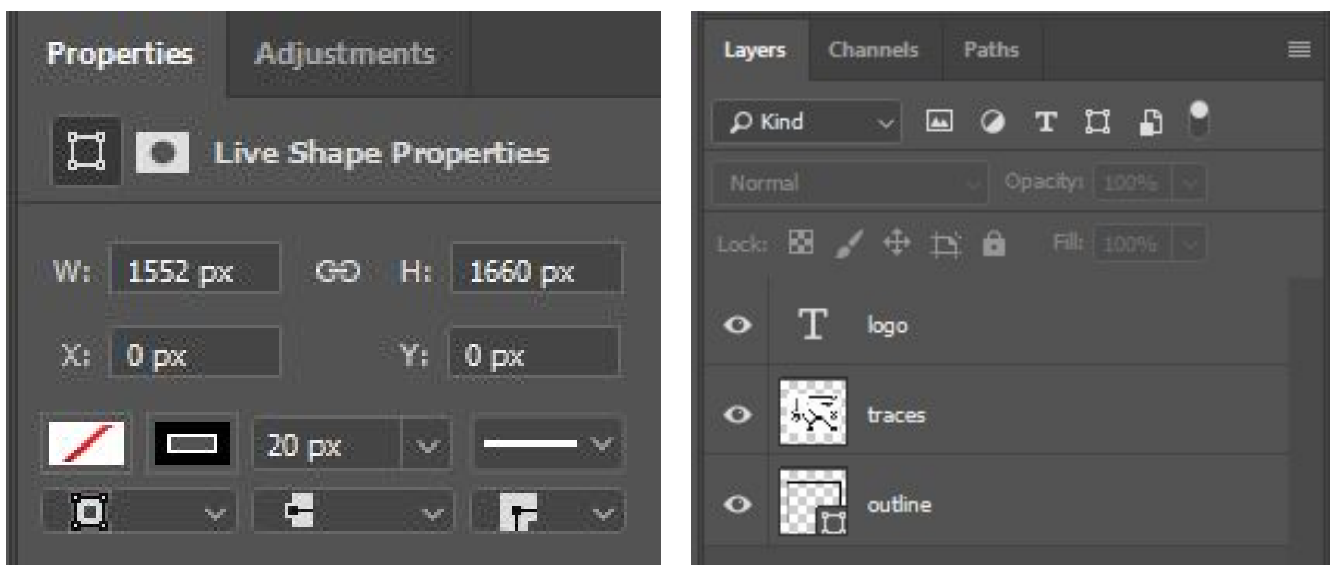 Properties Adjustments
Live Shape Properties
W: 1552 px H: 1660 px
X: 0 px Y: 0 px
20 px
Layers Channels Paths
Kind T
Normal Opacity: 100%
Lock: Fill: 100%
T logo
traces
outline